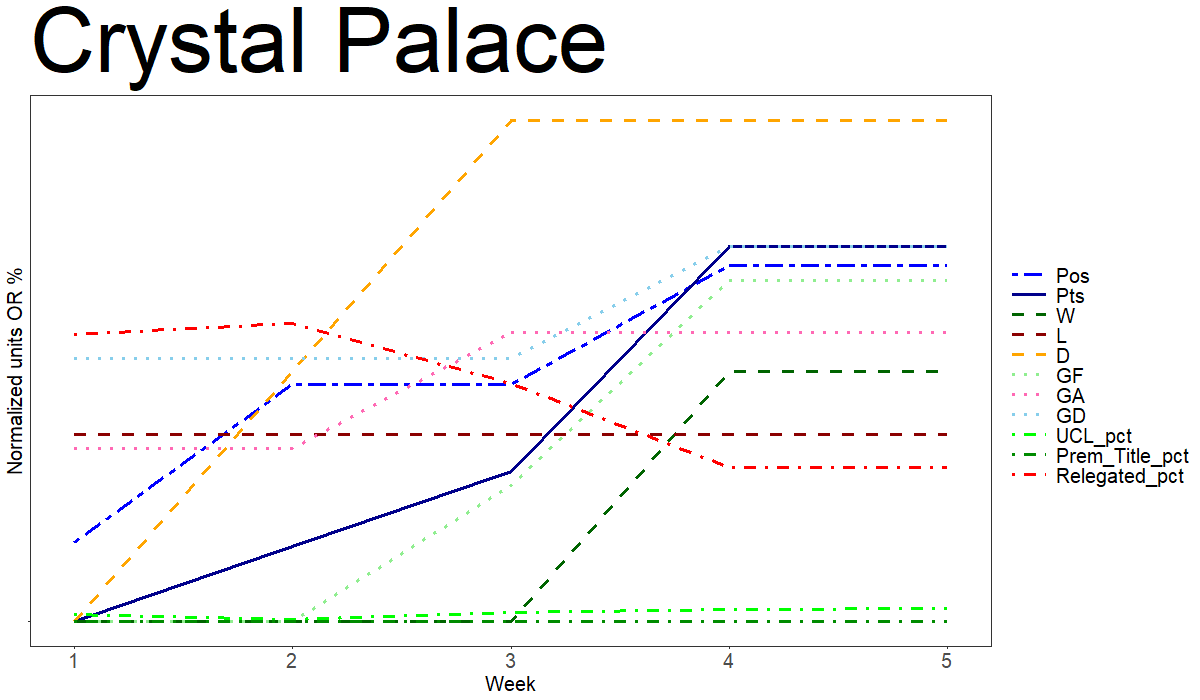 Crystal Palace
Normalized units OR %
Pos
Pts
W
L
D
GF
GA
GD
UCL_pct
Prem_Title_pct
Relegated_pct
1 2 3 4 5
Week